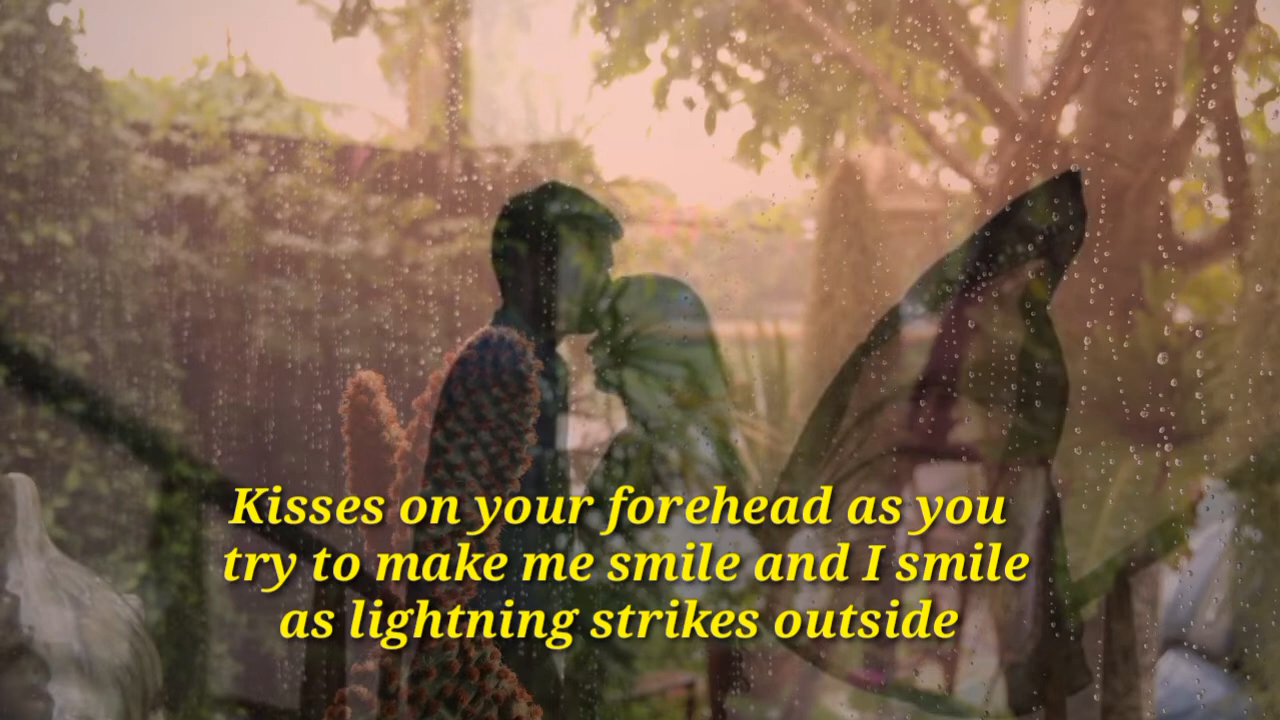 Kisses on your forehead as you
try to make me smile and I smile
as lightning strikes outside